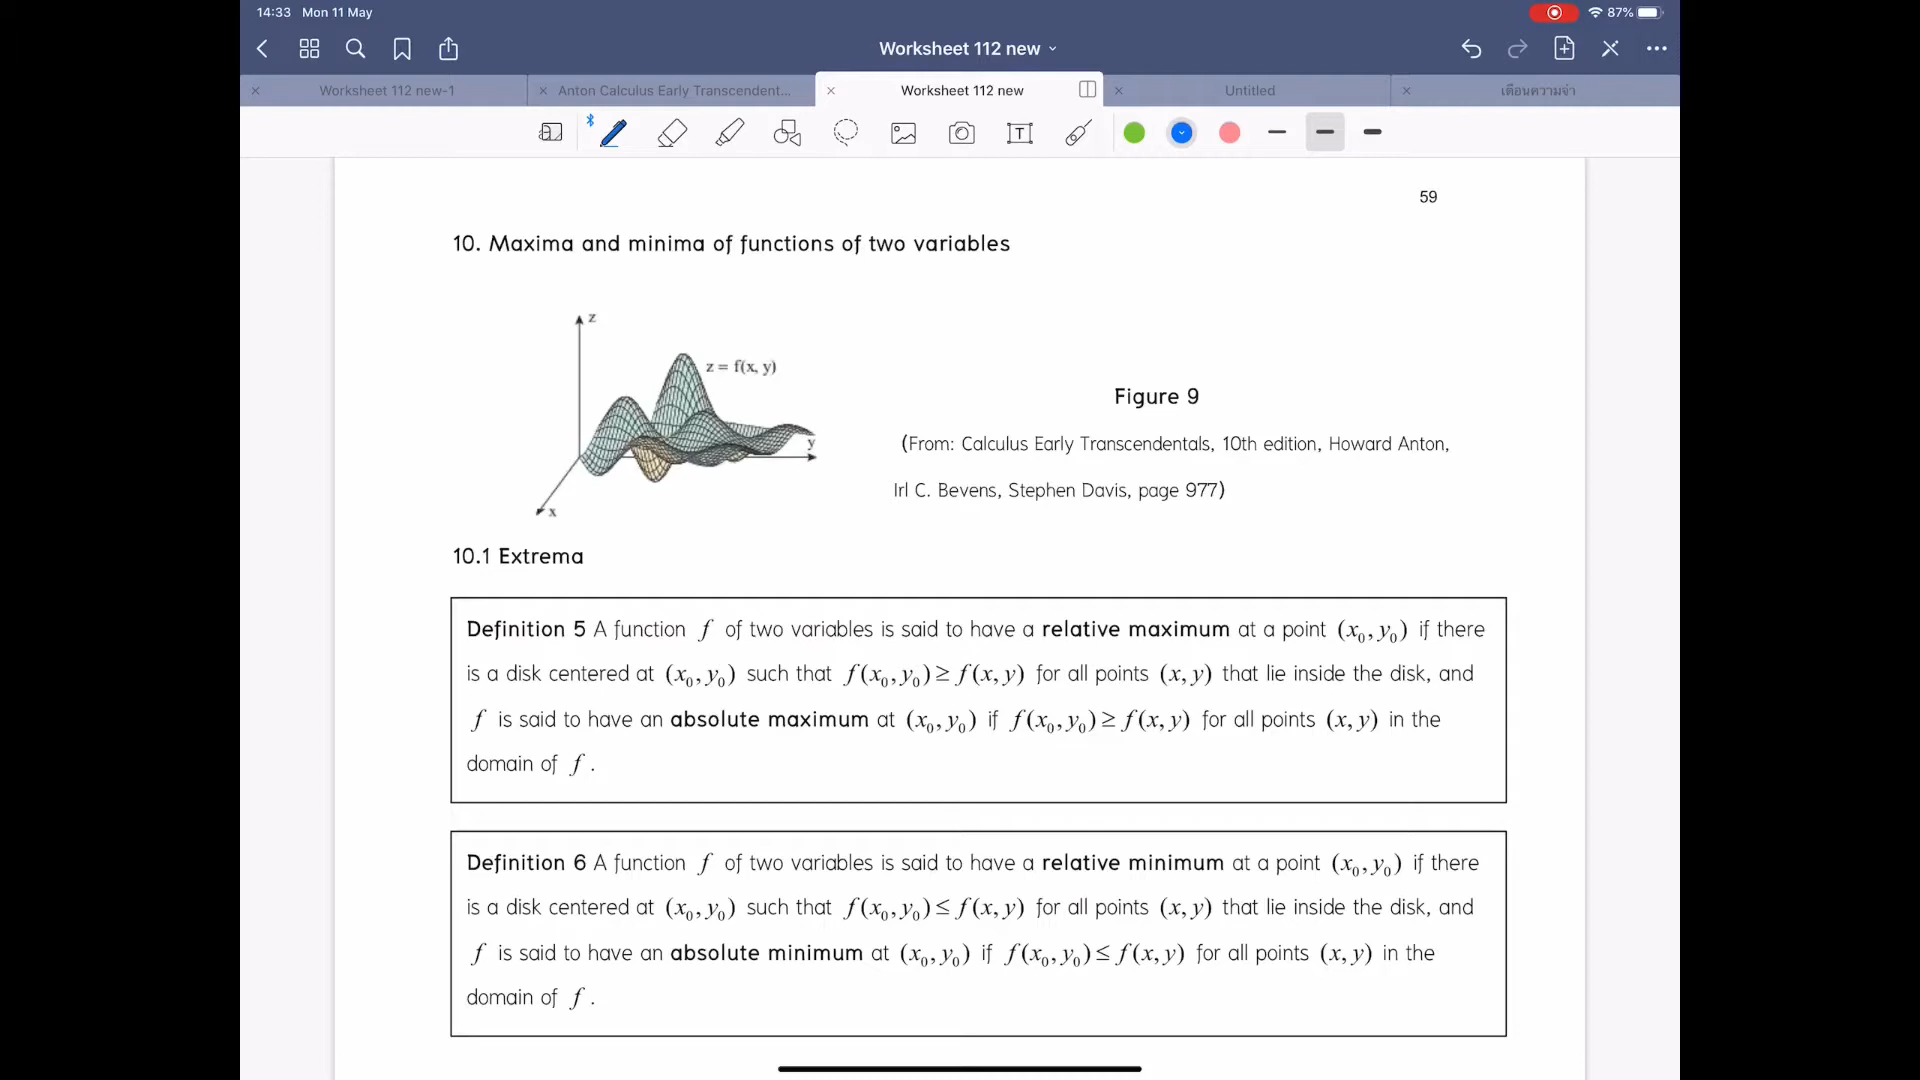 14:33 Mon 11 May
87%
Worksheet 112 new
Worksheet 112 new-1
Anton Calculus Early Transcendent...
Worksheet 112 new
Untitled
เตือนความจำ
T
59
10. Maxima and minima of functions of two variables
z
z = f(x, y)
y
x
Figure 9
(From: Calculus Early Transcendentals, 10th edition, Howard Anton,
Irl C. Bevens, Stephen Davis, page 977)
10.1 Extrema
Definition 5 A function f of two variables is said to have a relative maximum at a point (x₀, y₀) if there
is a disk centered at (x₀, y₀) such that f(x₀, y₀) ≥ f(x, y) for all points (x, y) that lie inside the disk, and
f is said to have an absolute maximum at (x₀, y₀) if f(x₀, y₀) ≥ f(x, y) for all points (x, y) in the
domain of f .
Definition 6 A function f of two variables is said to have a relative minimum at a point (x₀, y₀) if there
is a disk centered at (x₀, y₀) such that f(x₀, y₀) ≤ f(x, y) for all points (x, y) that lie inside the disk, and
f is said to have an absolute minimum at (x₀, y₀) if f(x₀, y₀) ≤ f(x, y) for all points (x, y) in the
domain of f .